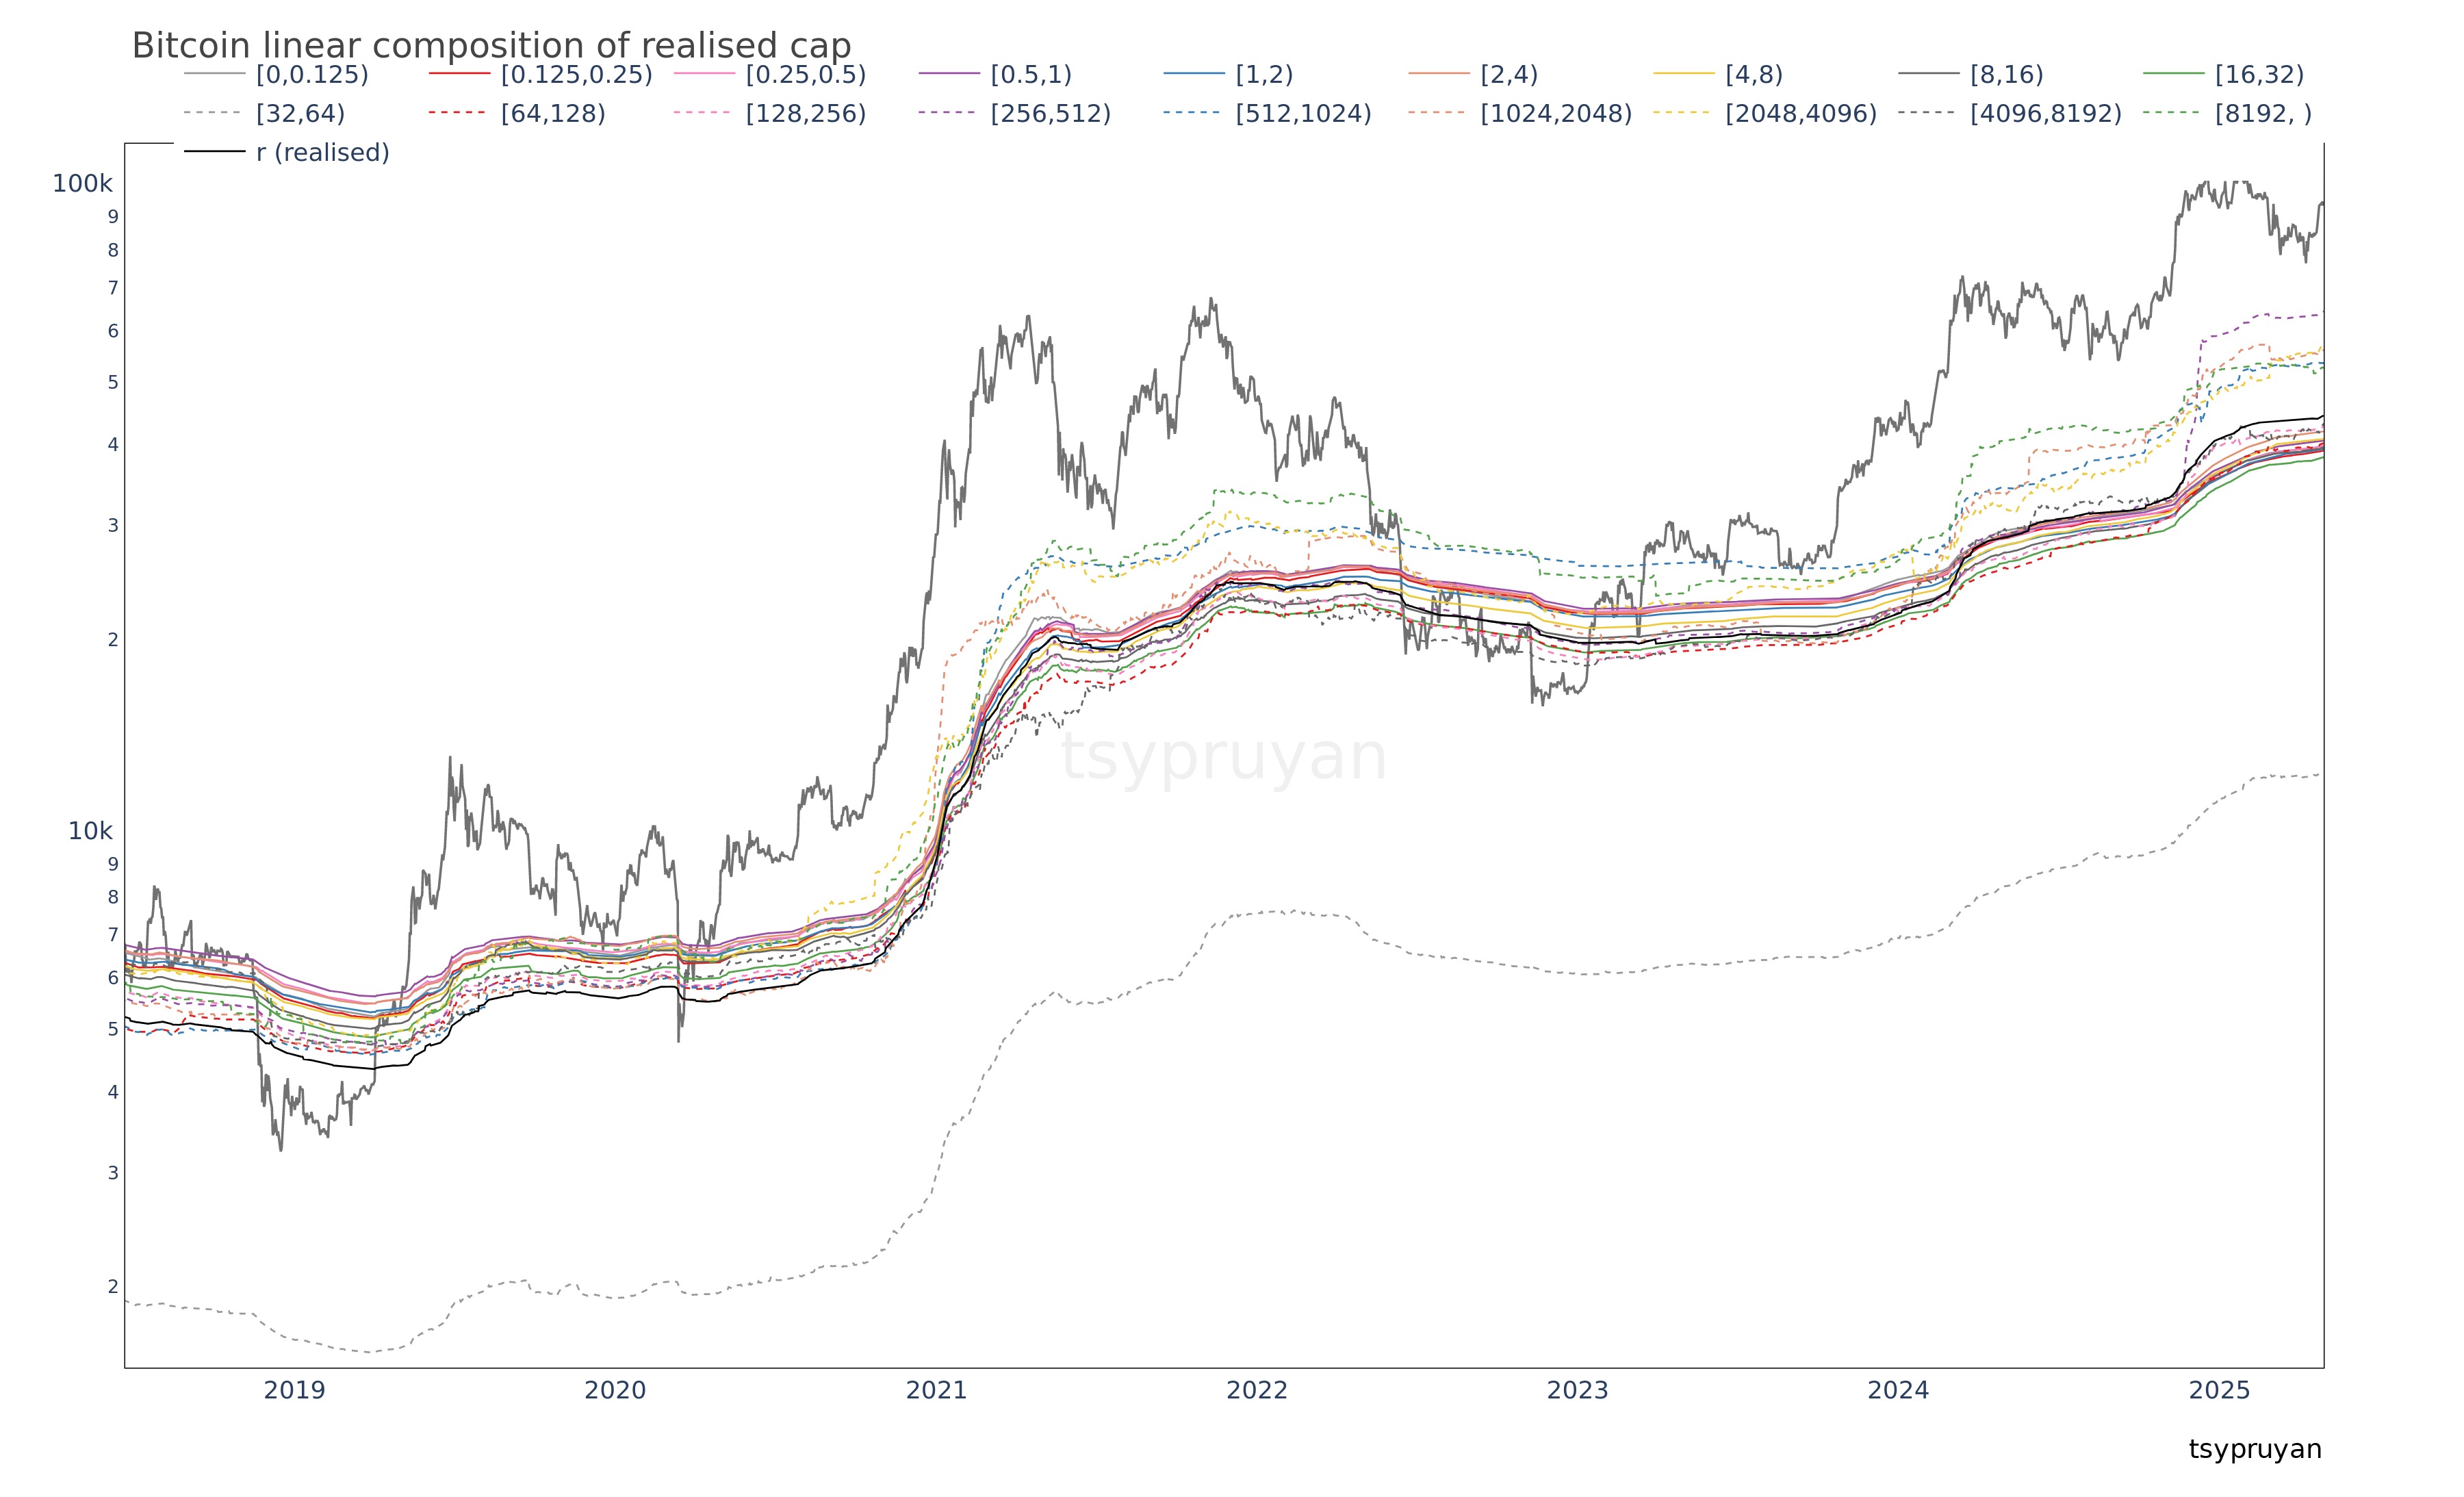 Bitcoin linear composition of realised cap
[0,0.125) [0.125,0.25) [0.25,0.5) [0.5,1) [1,2) [2,4) [4,8) [8,16) [16,32)
[32,64) [64,128) [128,256) [256,512) [512,1024) [1024,2048) [2048,4096) [4096,8192) [8192, )
r (realised)
100k
9
8
7
6
5
4
3
2
tsypruyan
10k
9
8
7
6
5
4
3
2
2019 2020 2021 2022 2023 2024 2025
tsypruyan